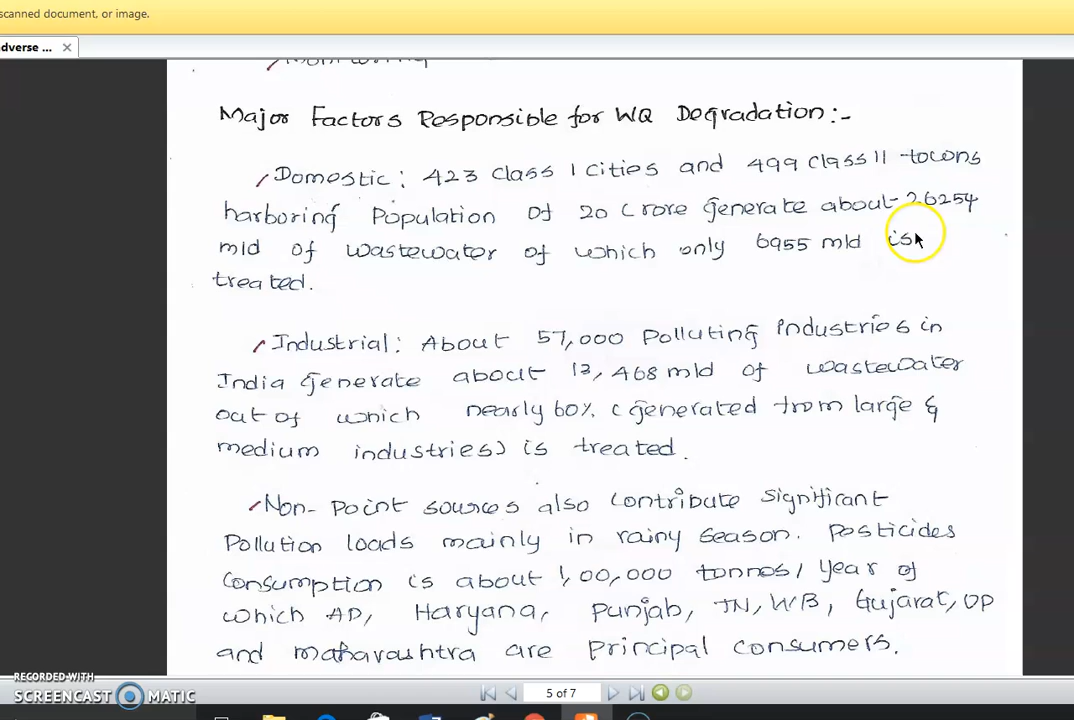 scanned document, or image.
dverse ...
Major Factors Responsible for WQ Degradation :-
Domestic : 423 class I cities and 499 class II towns
harboring Population of 20 Crore generate about 26254
mld of wastewater of which only 6955 mld is
treated.
Industrial : About 57,000 Polluting industries in
India generate about 13,468 mld of wastewater
out of which nearly 60% (generated from large &
medium industries) is treated.
Non-Point sources also contribute significant
Pollution loads mainly in rainy season. Pesticides
consumption is about 1,00,000 tonnes / year of
which AP, Haryana, Punjab, TN, WB, Gujarat, UP
and maharashtra are Principal consumers.
RECORDED WITH
SCREENCAST MATIC
5 of 7